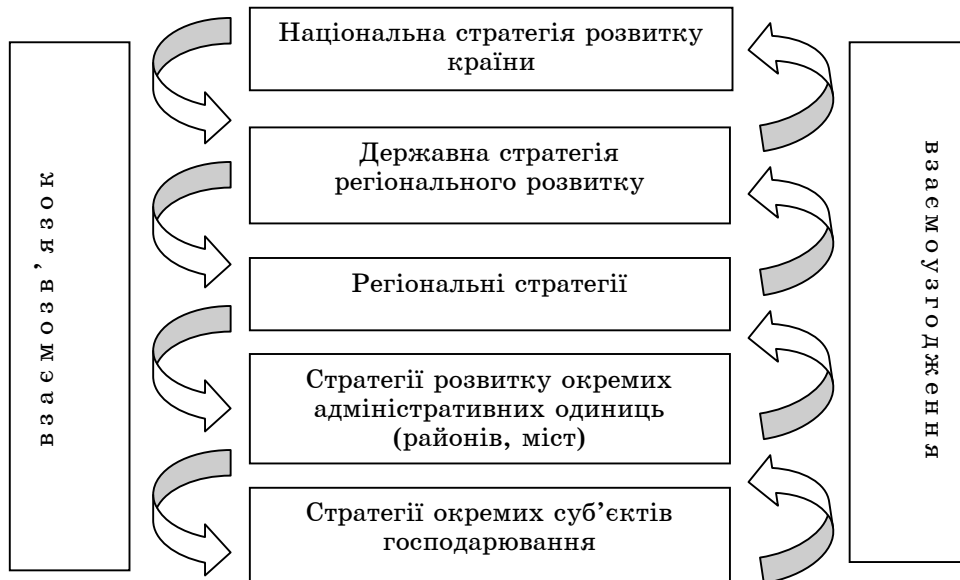 Національна стратегія розвитку
країни
Державна стратегія
регіонального розвитку
Регіональні стратегії
Стратегії розвитку окремих
адміністративних одиниць
(районів, міст)
Стратегії окремих суб’єктів
господарювання
взаємозв’язок
взаємоузгодження